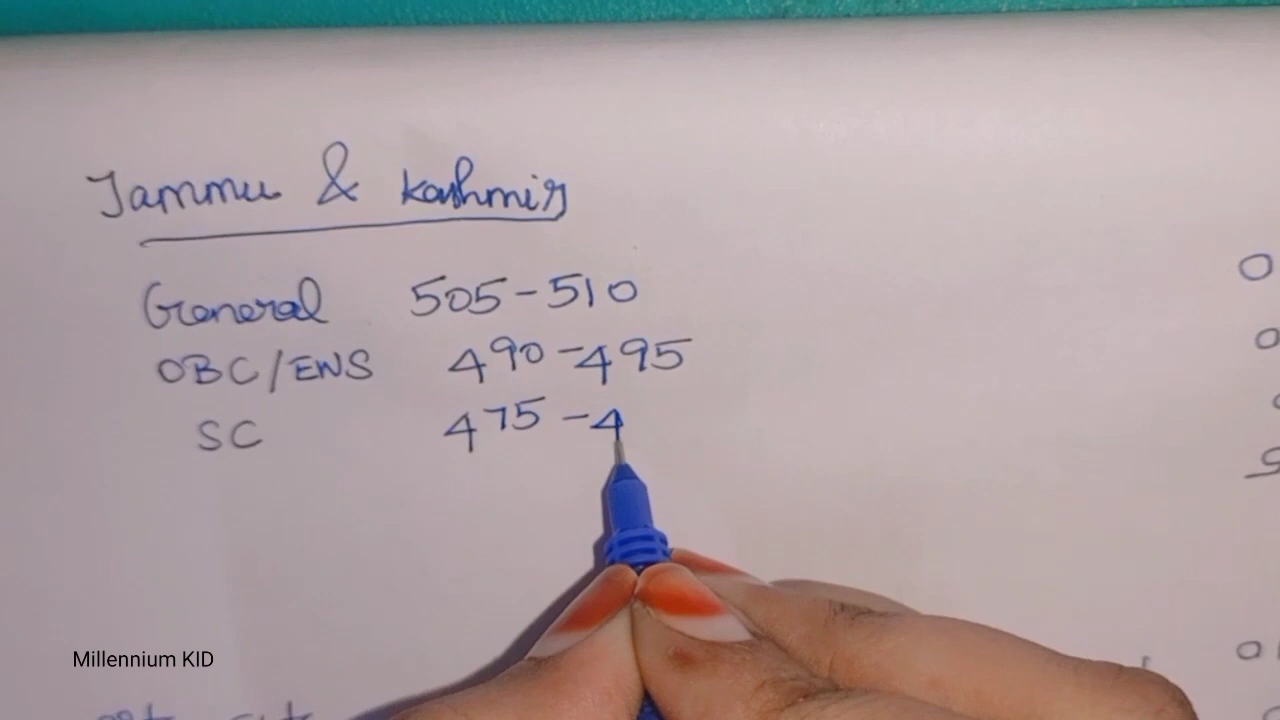 Jammu & Kashmir
General 505-510
OBC/EWS 490-495
SC 475-4
Millennium KID